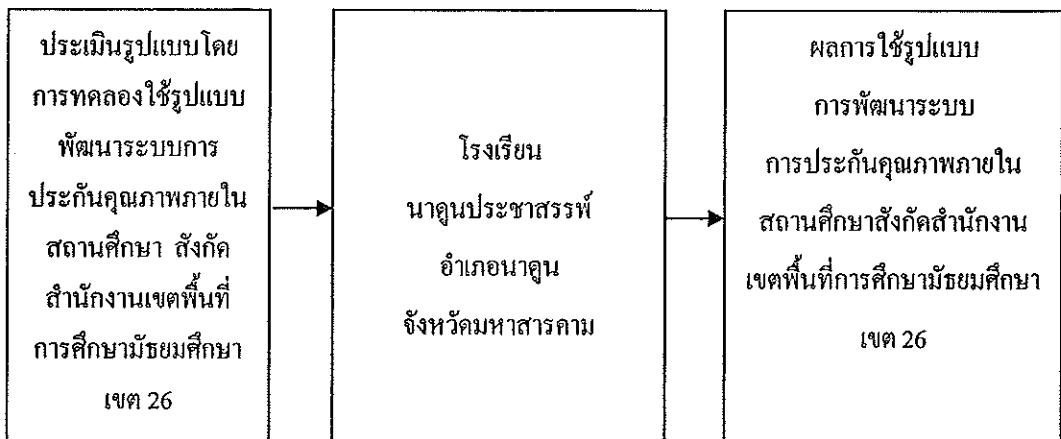 ประเมินรูปแบบโดย
การทดลองใช้รูปแบบ
พัฒนาระบบการ
ประกันคุณภาพภายใน
สถานศึกษา สังกัด
สำนักงานเขตพื้นที่
การศึกษามัธยมศึกษา
เขต 26
โรงเรียน
นาดูนประชาสรรพ์
อำเภอนาดูน
จังหวัดมหาสารคาม
ผลการใช้รูปแบบ
การพัฒนาระบบ
การประกันคุณภาพภายใน
สถานศึกษาสังกัดสำนักงาน
เขตพื้นที่การศึกษามัธยมศึกษา
เขต 26